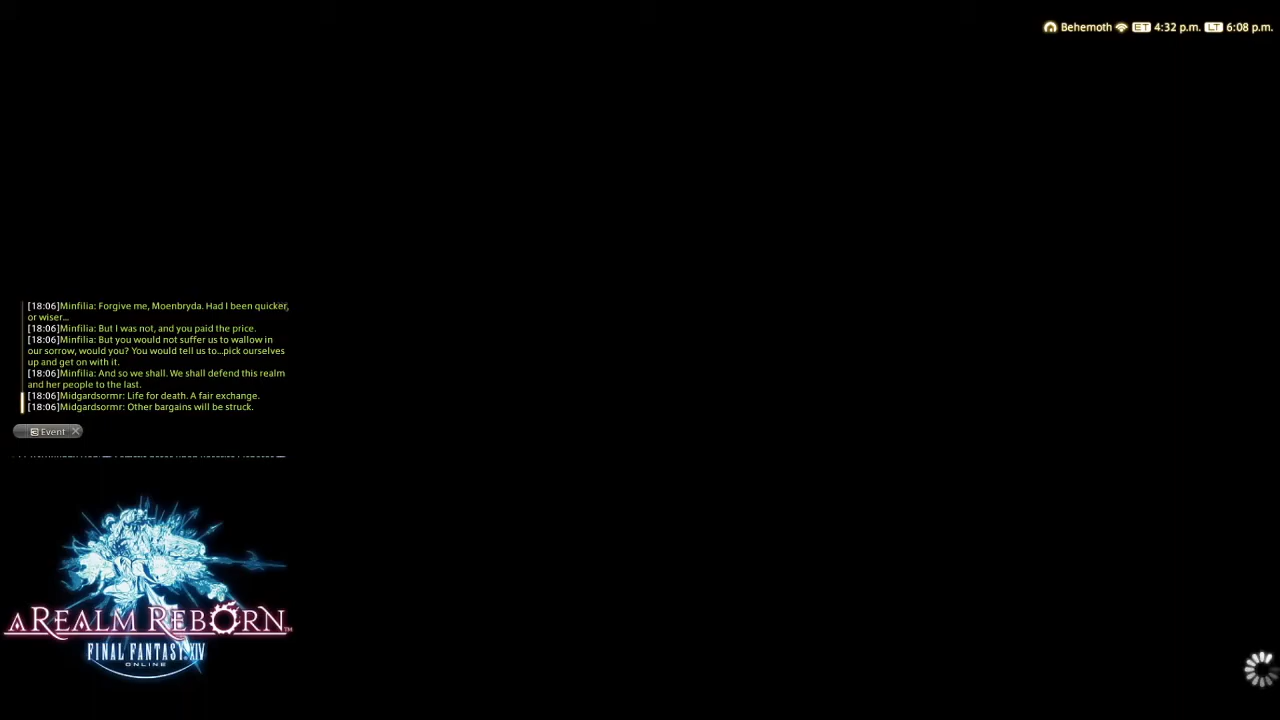 Behemoth ET 4:32 p.m. LT 6:08 p.m.
[18:06]Minfilia: Forgive me, Moenbryda. Had I been quicker,
or wiser...
[18:06]Minfilia: But I was not, and you paid the price.
[18:06]Minfilia: But you would not suffer us to wallow in
our sorrow, would you? You would tell us to...pick ourselves
up and get on with it.
[18:06]Minfilia: And so we shall. We shall defend this realm
and her people to the last.
[18:06]Midgardsormr: Life for death. A fair exchange.
[18:06]Midgardsormr: Other bargains will be struck.
Event
A REALM REBORN™
FINAL FANTASY XIV
ONLINE